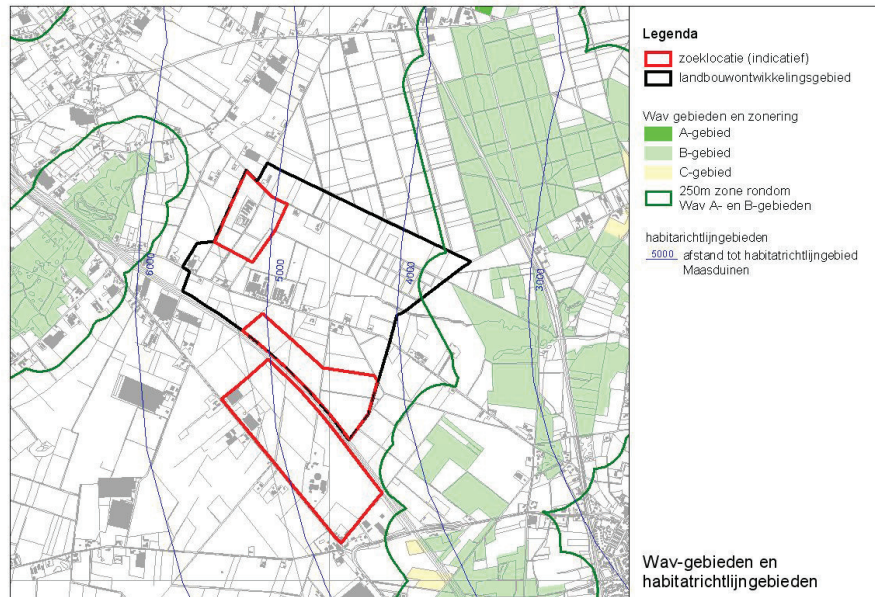 6000
5000
4000
3000
Legenda
zoeklocatie (indicatief)
landbouwontwikkelingsgebied
Wav gebieden en zonering
A-gebied
B-gebied
C-gebied
250m zone rondom
Wav A- en B-gebieden
habitarichtlijngebieden
5000 afstand tot habitatrichtlijngebied
Maasduinen
Wav-gebieden en
habitatrichtlijngebieden